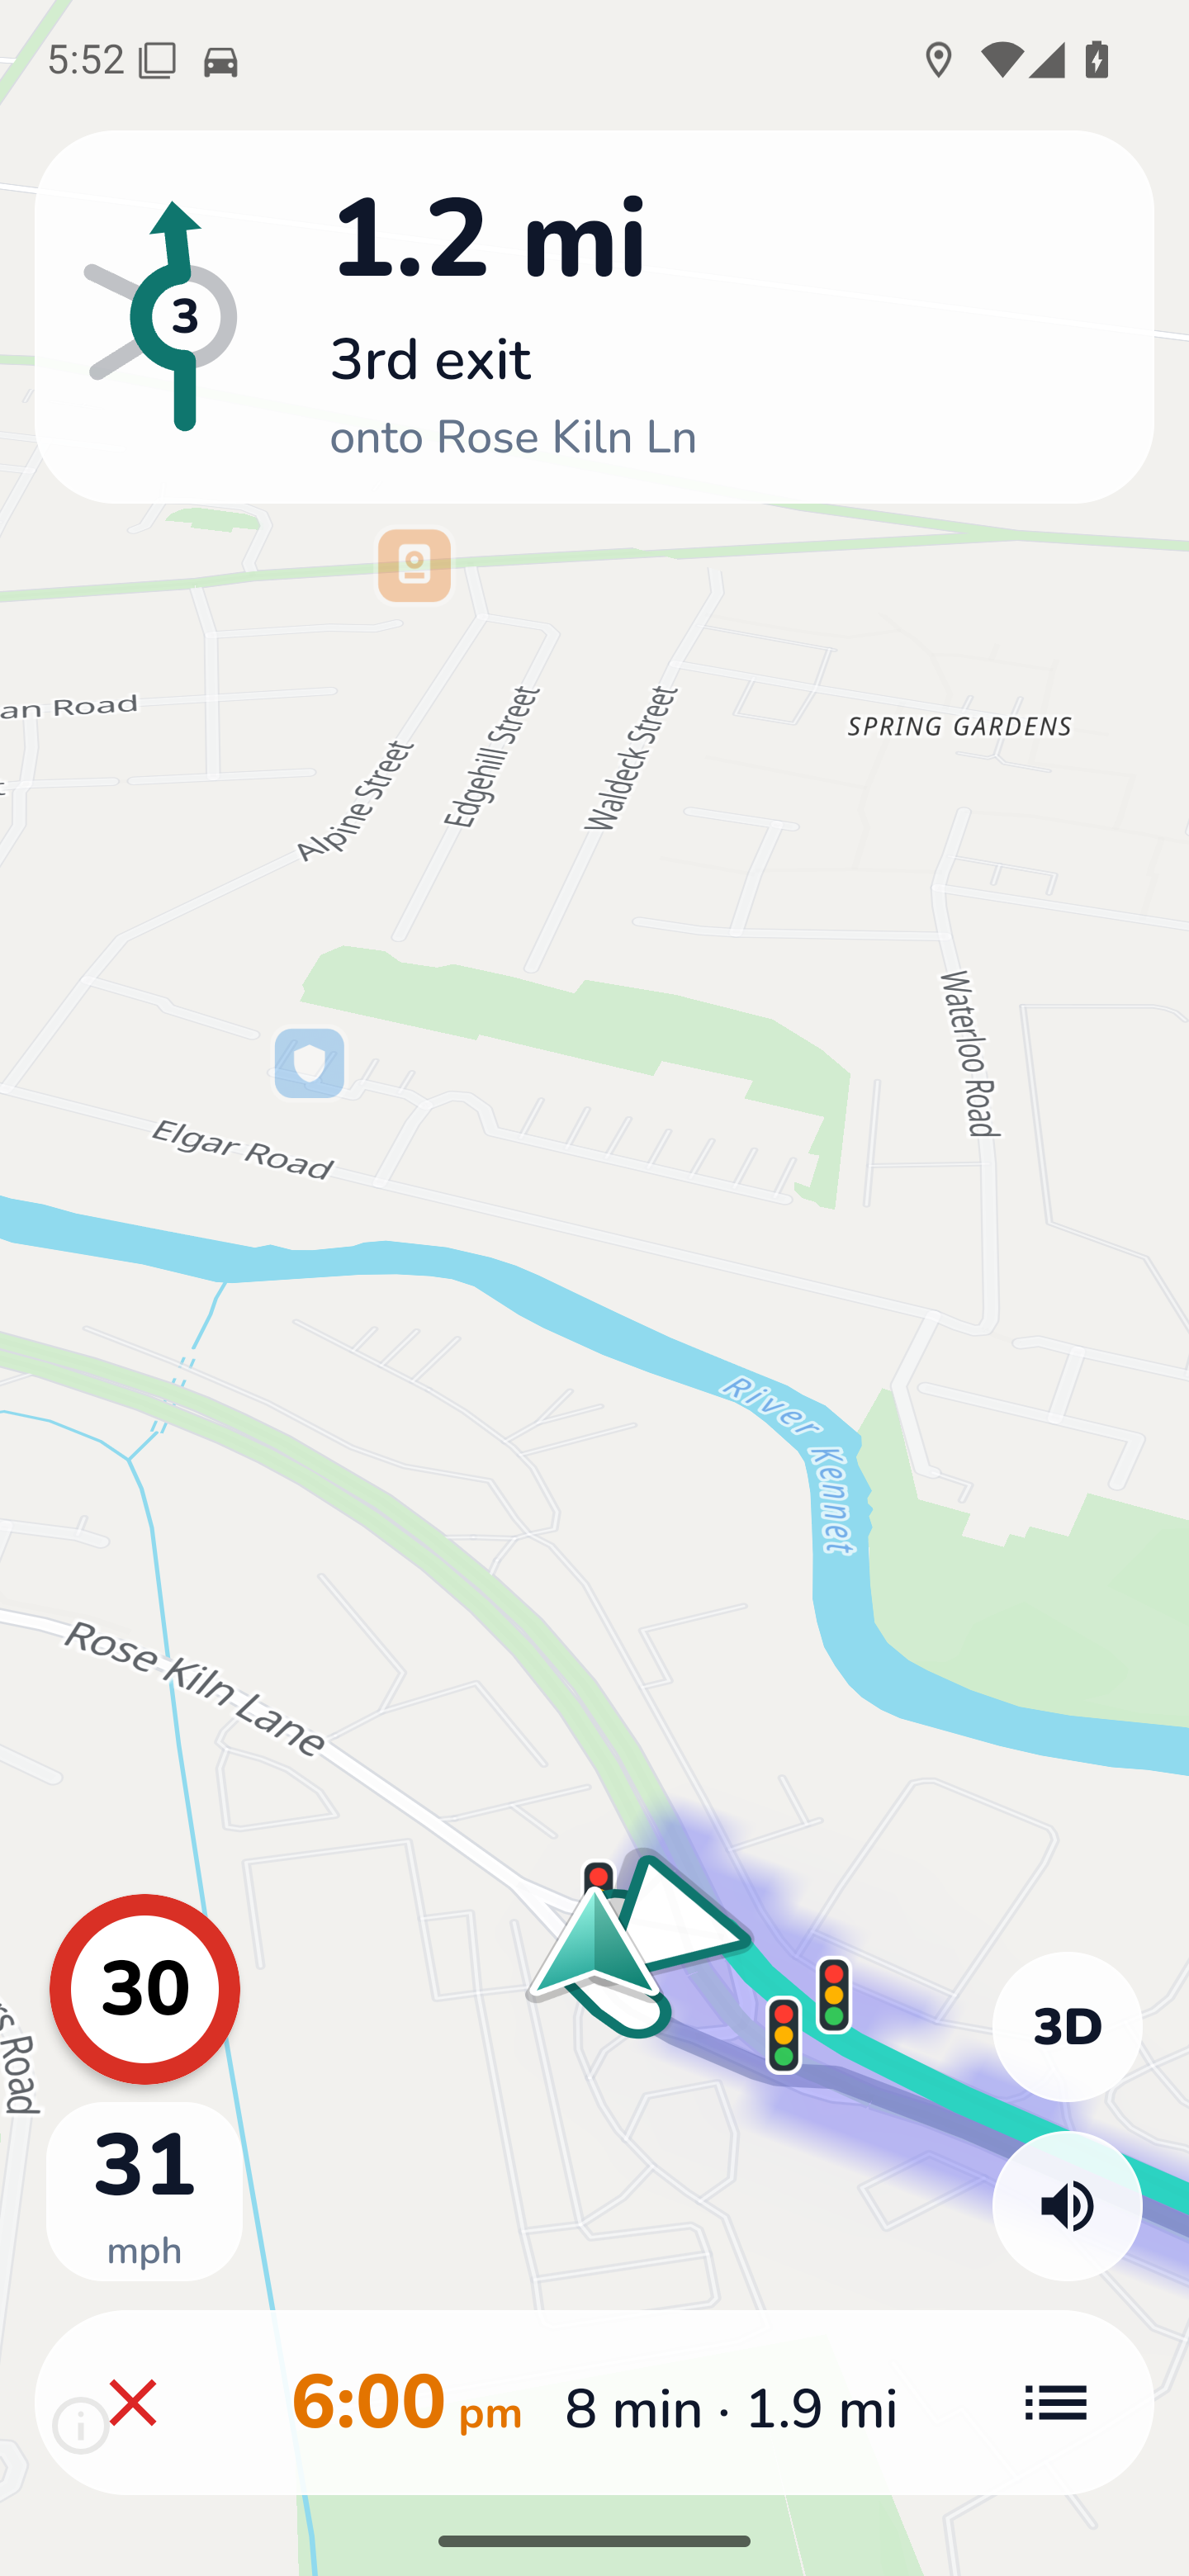 5:52
1.2 mi
3
3rd exit
onto Rose Kiln Ln
an Road
Alpine Street
Edgehill Street
Waldeck Street
SPRING GARDENS
Waterloo Road
Elgar Road
River Kennet
Rose Kiln Lane
30
rs Road
3D
31
mph
6:00 pm
8 min · 1.9 mi